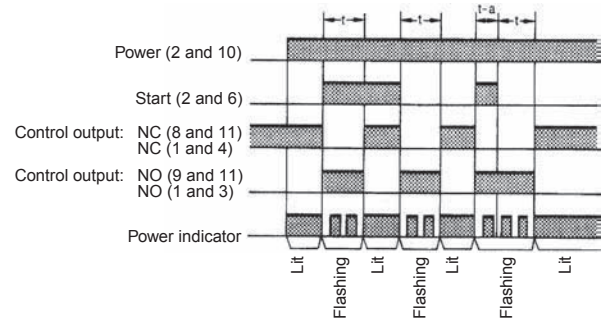 t t t-a t
Power (2 and 10)
Start (2 and 6)
Control output: NC (8 and 11)
NC (1 and 4)
Control output: NO (9 and 11)
NO (1 and 3)
Power indicator
Lit Flashing Lit Flashing Lit Flashing Lit